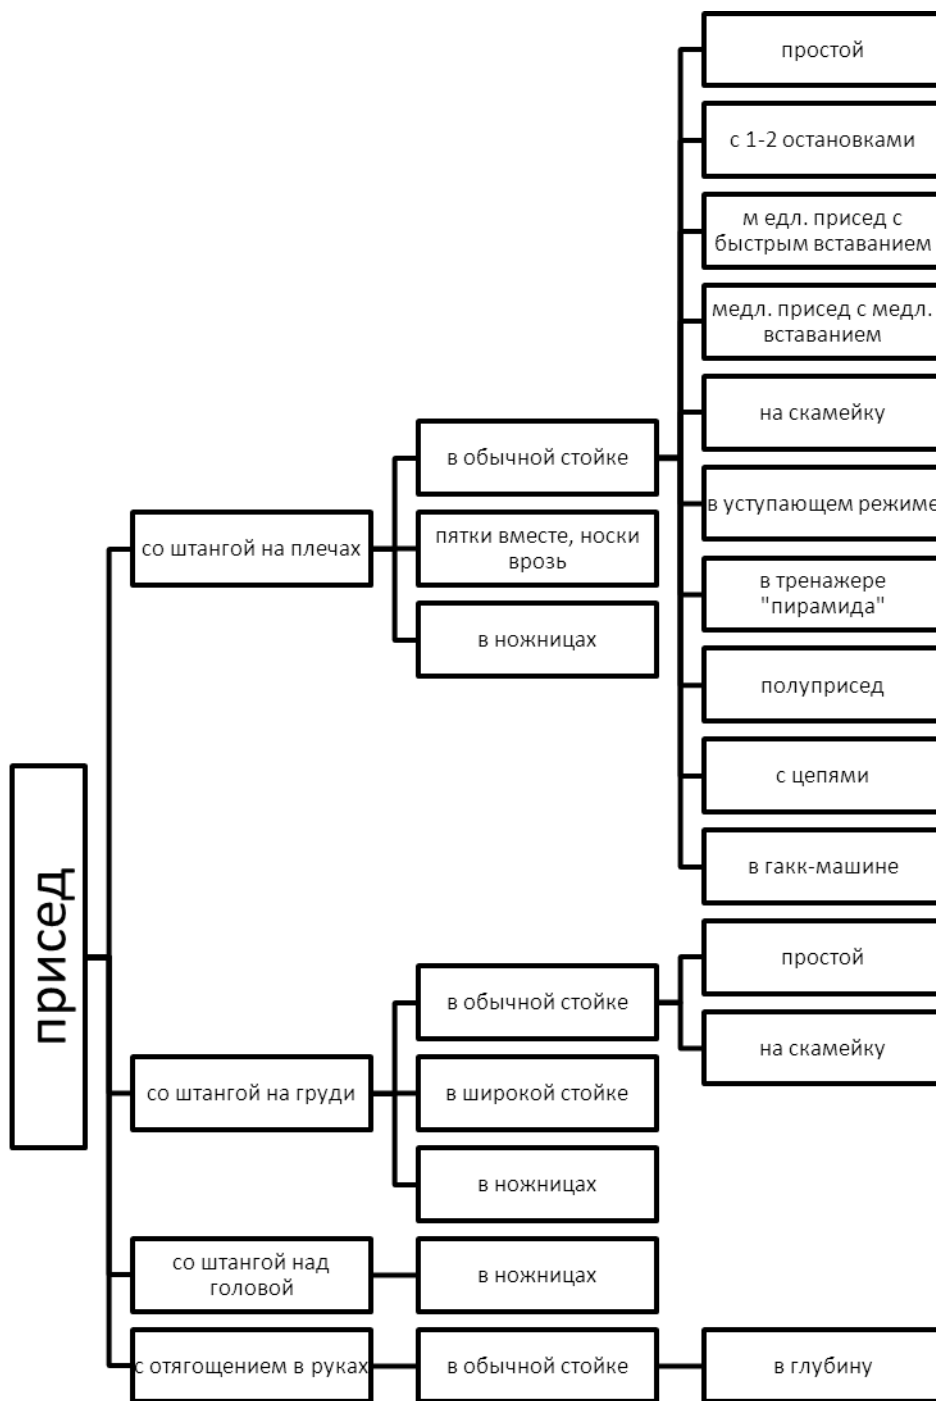 простой
с 1-2 остановками
м едл. присед с
быстрым вставанием
медл. присед с медл.
вставанием
на скамейку
в обычной стойке
в уступающем режиме
пятки вместе, носки
врозь
со штангой на плечах
в тренажере
"пирамида"
в ножницах
полуприсед
с цепями
в гакк-машине
присед
простой
в обычной стойке
на скамейку
со штангой на груди
в широкой стойке
в ножницах
со штангой над
головой
в ножницах
с отягощением в руках
в обычной стойке
в глубину